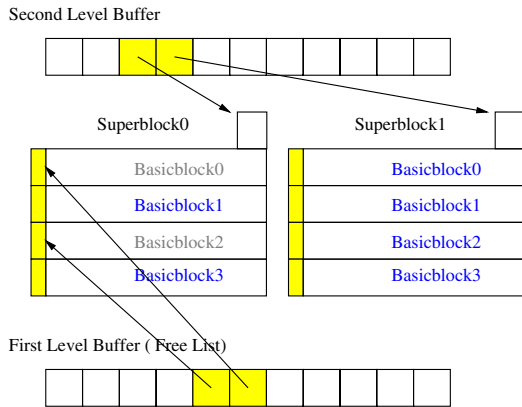 Second Level Buffer
Superblock0
Superblock1
Basicblock0
Basicblock0
Basicblock1
Basicblock1
Basicblock2
Basicblock2
Basicblock3
Basicblock3
First Level Buffer ( Free List)